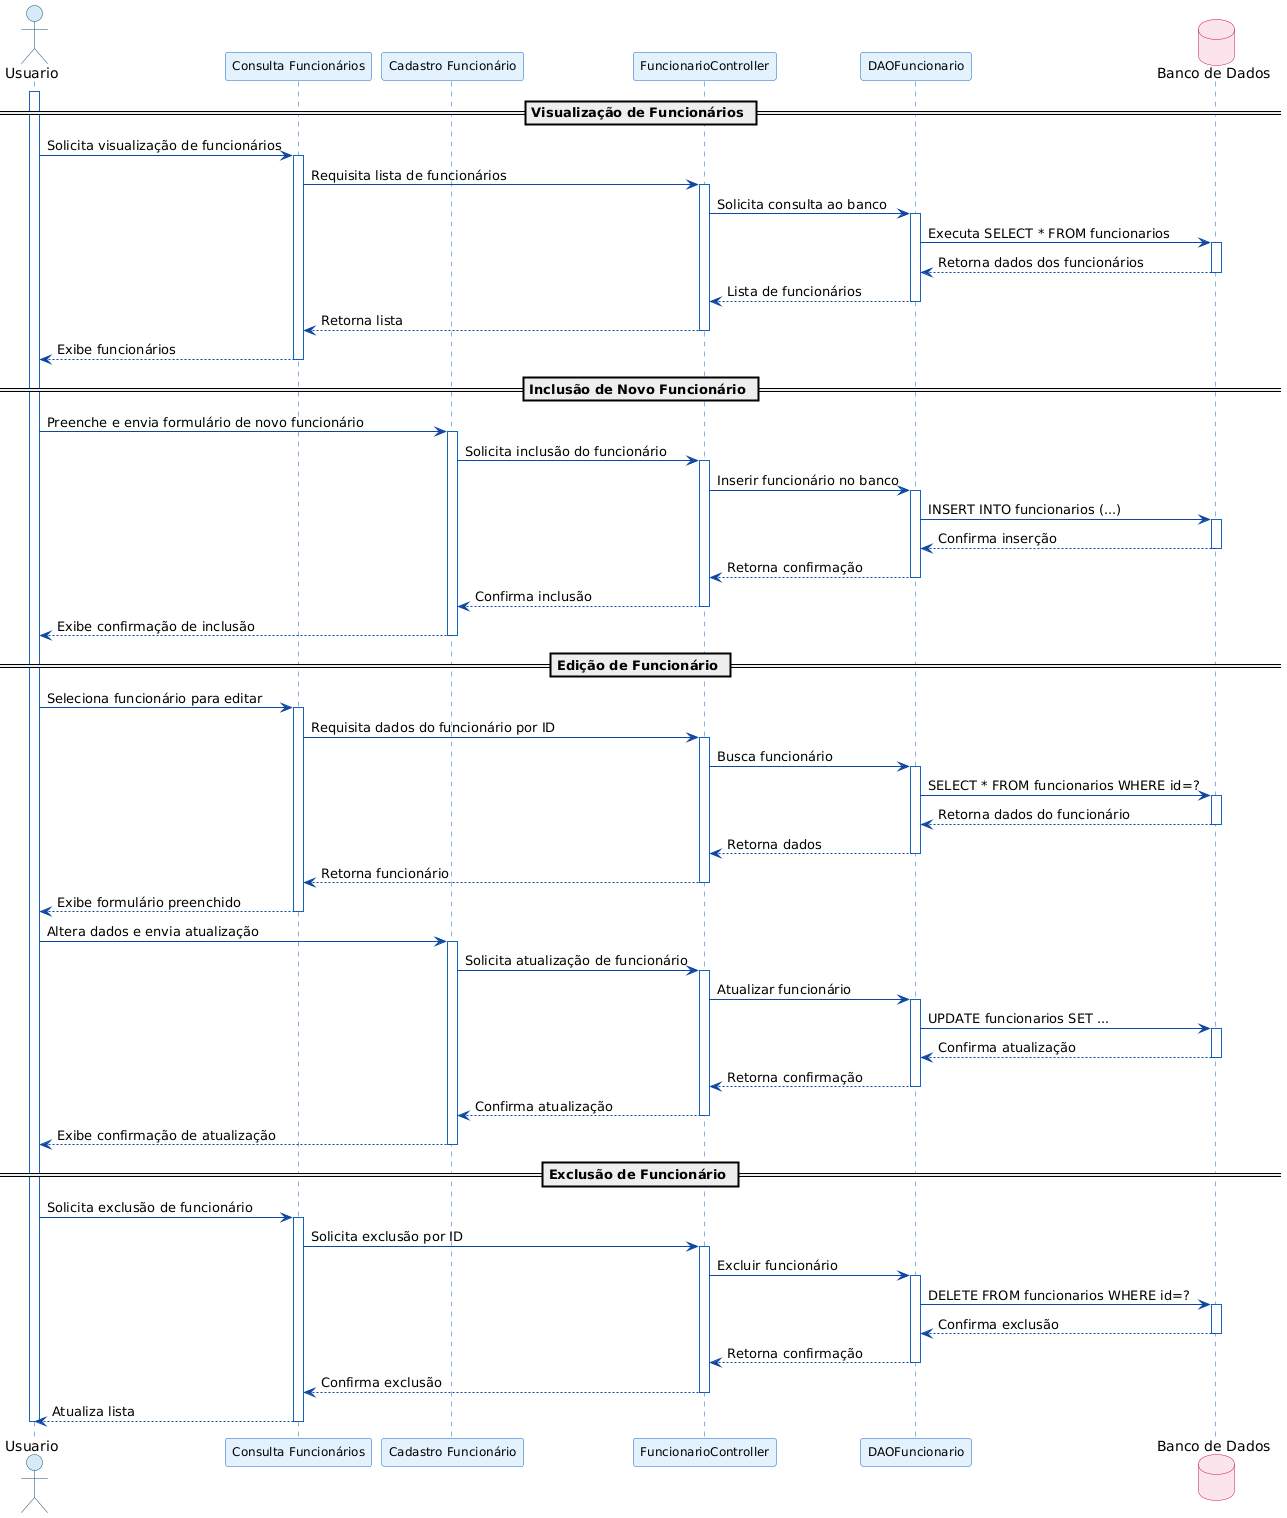 Usuario
Consulta Funcionários
Cadastro Funcionário
FuncionarioController
DAOFuncionario
Banco de Dados
Visualização de Funcionários
Solicita visualização de funcionários
Requisita lista de funcionários
Solicita consulta ao banco
Executa SELECT * FROM funcionarios
Retorna dados dos funcionários
Lista de funcionários
Retorna lista
Exibe funcionários
Inclusão de Novo Funcionário
Preenche e envia formulário de novo funcionário
Solicita inclusão do funcionário
Inserir funcionário no banco
INSERT INTO funcionarios (...)
Confirma inserção
Retorna confirmação
Confirma inclusão
Exibe confirmação de inclusão
Edição de Funcionário
Seleciona funcionário para editar
Requisita dados do funcionário por ID
Busca funcionário
SELECT * FROM funcionarios WHERE id=?
Retorna dados do funcionário
Retorna dados
Retorna funcionário
Exibe formulário preenchido
Altera dados e envia atualização
Solicita atualização de funcionário
Atualizar funcionário
UPDATE funcionarios SET ...
Confirma atualização
Retorna confirmação
Confirma atualização
Exibe confirmação de atualização
Exclusão de Funcionário
Solicita exclusão de funcionário
Solicita exclusão por ID
Excluir funcionário
DELETE FROM funcionarios WHERE id=?
Confirma exclusão
Retorna confirmação
Confirma exclusão
Atualiza lista
Usuario
Consulta Funcionários
Cadastro Funcionário
FuncionarioController
DAOFuncionario
Banco de Dados